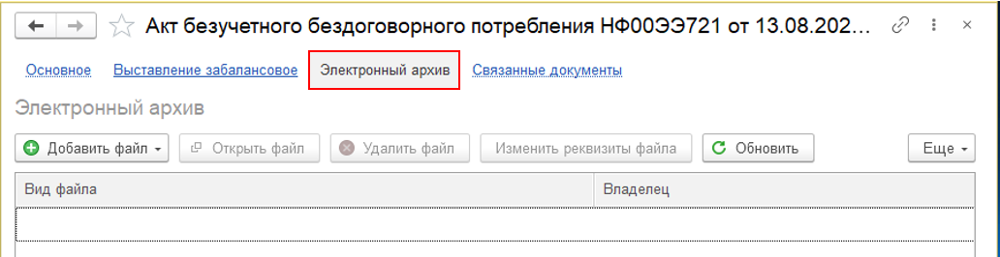 Акт безучетного бездоговорного потребления НФ00ЭЭ721 от 13.08.202...
Основное Выставление забалансовое Электронный архив Связанные документы
Электронный архив
Добавить файл Открыть файл Удалить файл Изменить реквизиты файла Обновить Еще
Вид файла Владелец